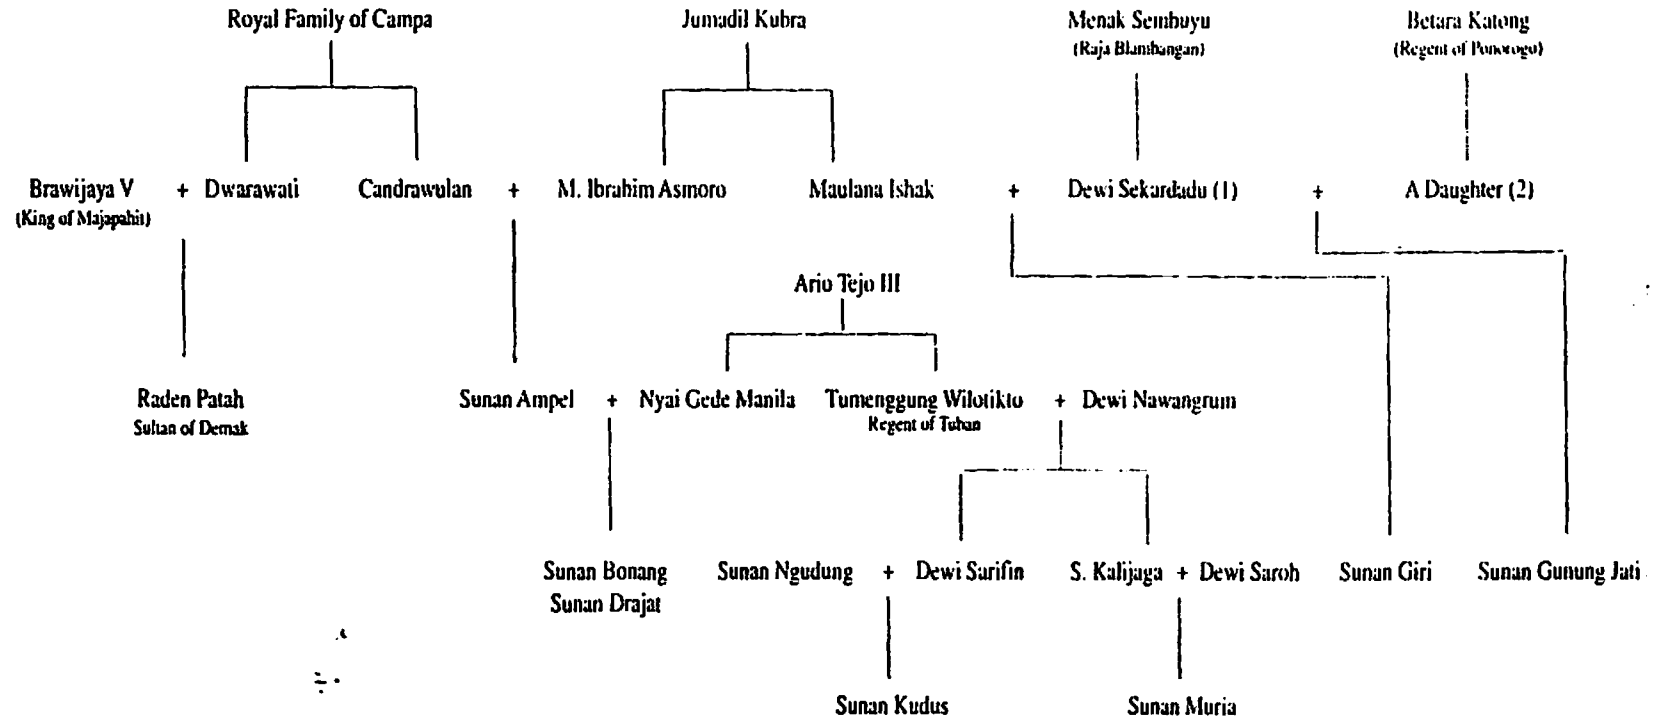 Royal Family of Campa
Jumadil Kubra
Menak Sembuyu
(Raja Blambangan)
Betara Katong
(Regent of Ponorogo)
Brawijaya V
(King of Majapahit)
+ Dwarawati
Candrawulan + M. Ibrahim Asmoro
Maulana Ishak + Dewi Sekardadu (1) + A Daughter (2)
Ario Tejo III
Raden Patah
Sultan of Demak
Sunan Ampel + Nyai Gede Manila
Tumenggung Wilotikto
Regent of Tuban
+ Dewi Nawangrum
Sunan Bonang
Sunan Drajat
Sunan Ngudung + Dewi Sarifin
S. Kalijaga + Dewi Saroh
Sunan Giri
Sunan Gunung Jati
Sunan Kudus
Sunan Muria